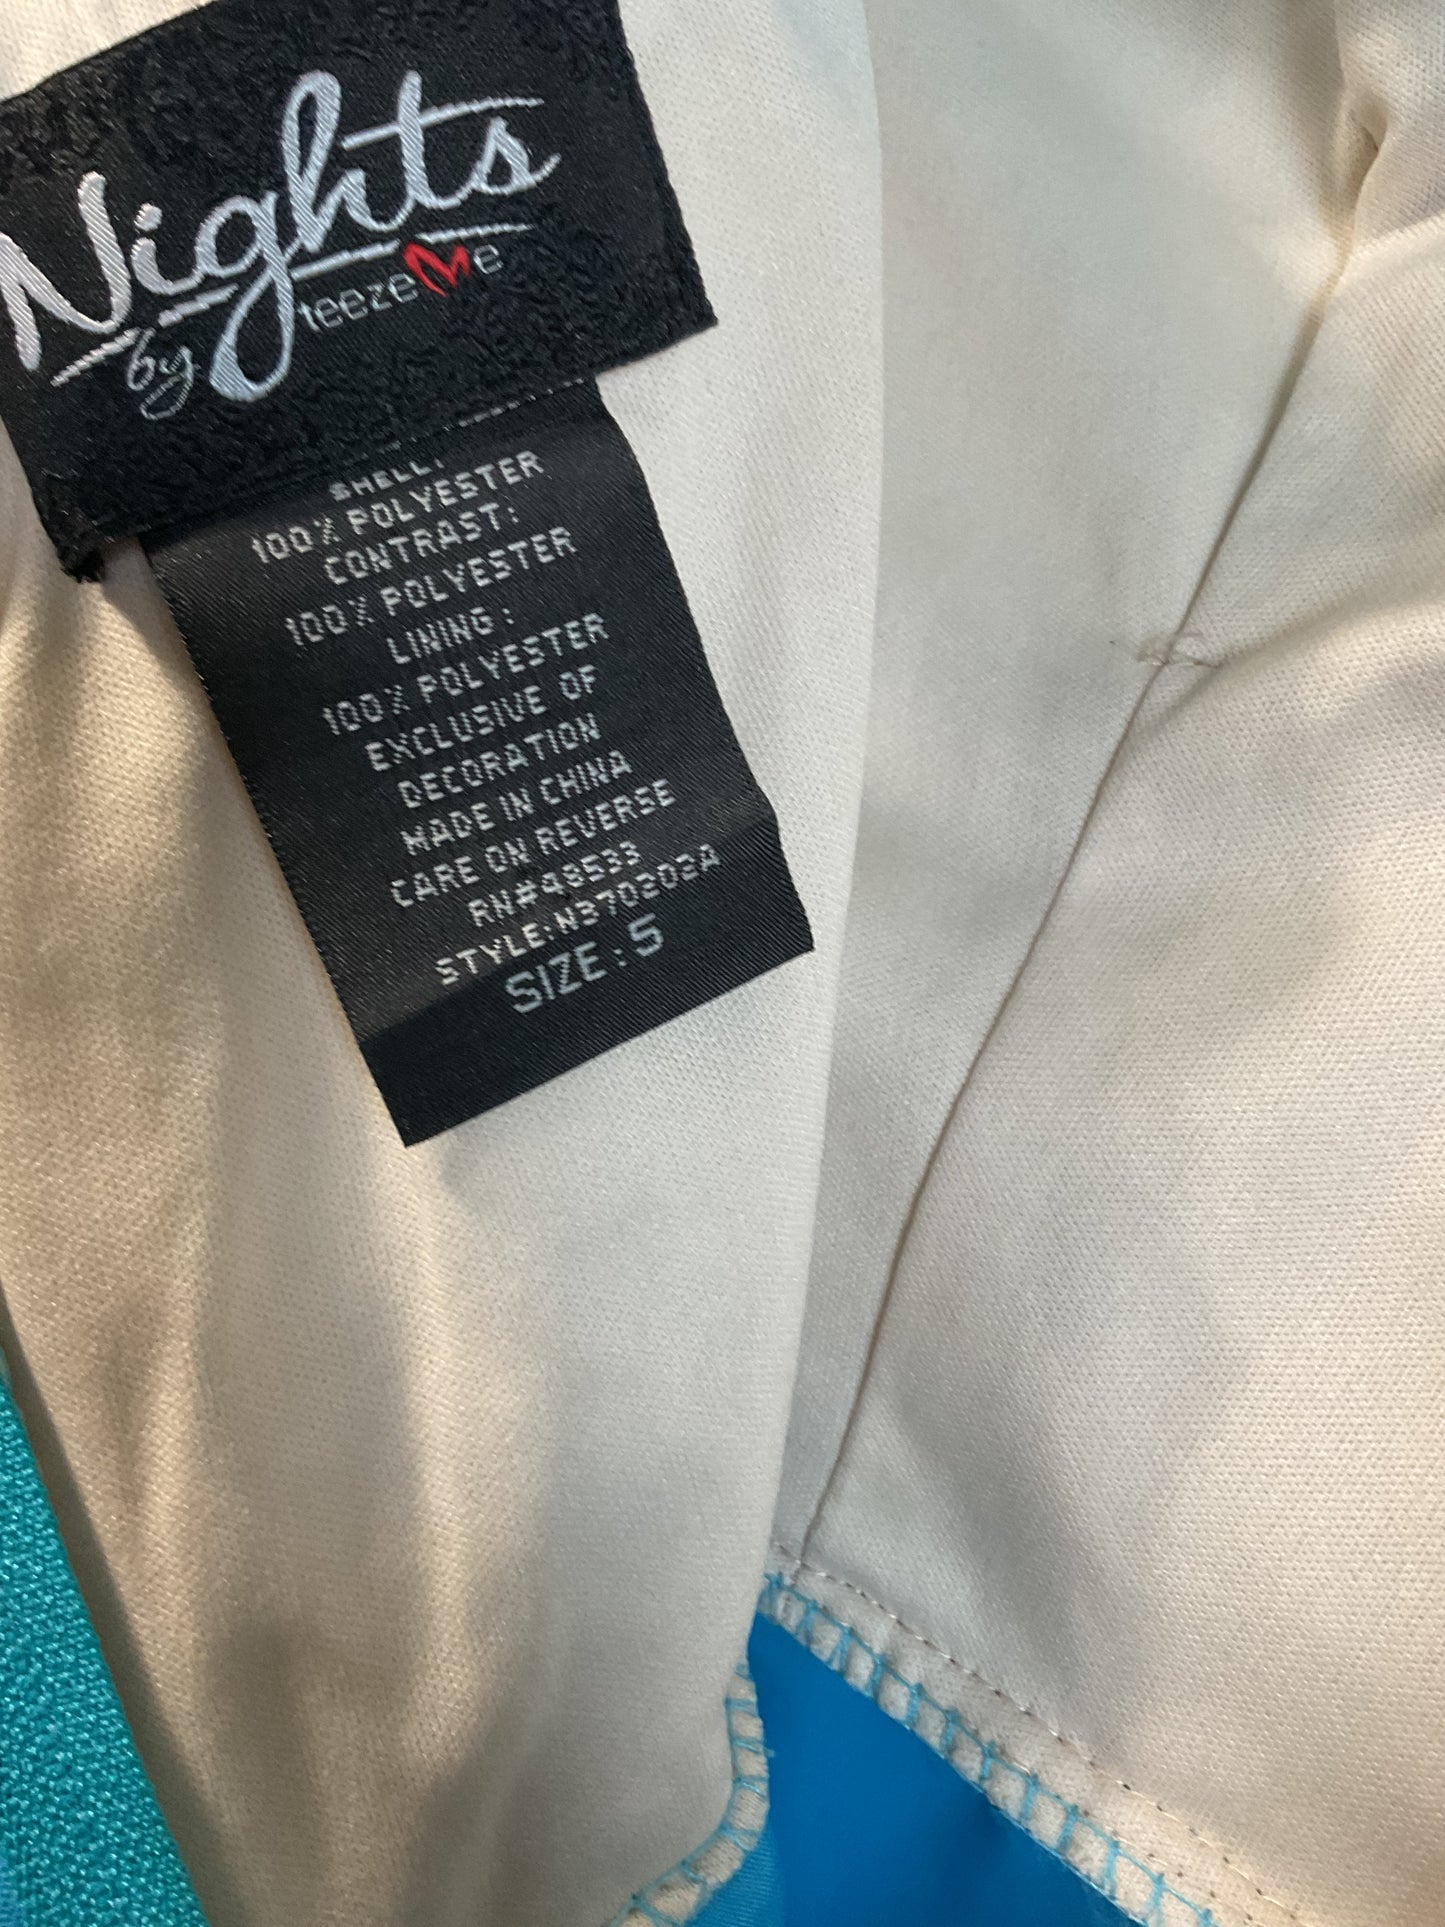 Nights
by teezeMe
SHELL:
100% POLYESTER
CONTRAST:
100% POLYESTER
LINING:
100% POLYESTER
EXCLUSIVE OF
DECORATION
MADE IN CHINA
CARE ON REVERSE
RN#48533
STYLE:N370202A
SIZE:5